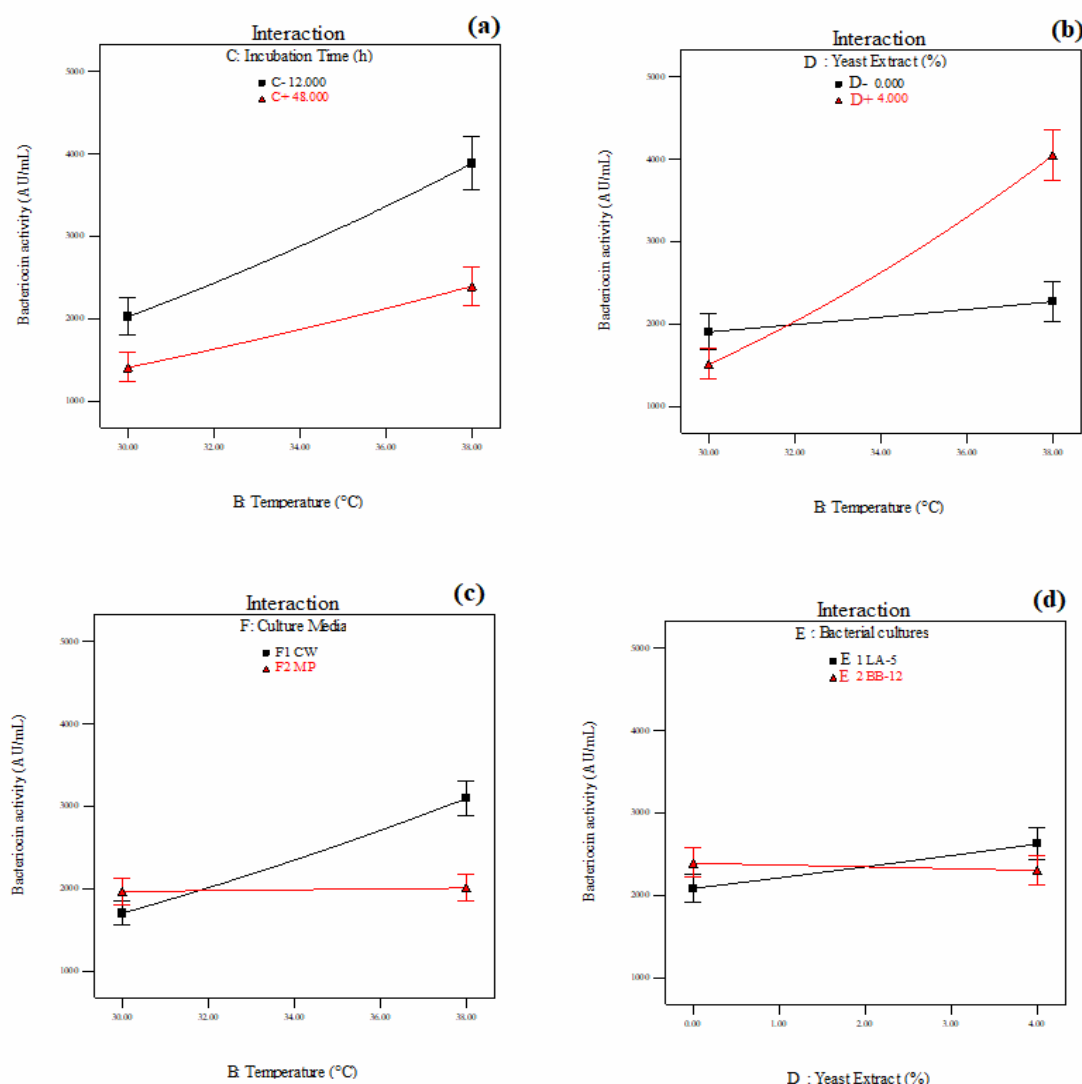 (a)
Interaction
C: Incubation Time (h)
C- 12.000
C+ 48.000
Bacteriocin activity (AU/mL)
5000
4000
3000
2000
1000
30.00 32.00 34.00 36.00 38.00
B: Temperature (°C)
(b)
Interaction
D : Yeast Extract (%)
D- 0.000
D+ 4.000
Bacteriocin activity (AU/mL)
5000
4000
3000
2000
1000
30.00 32.00 34.00 36.00 38.00
B: Temperature (°C)
(c)
Interaction
F: Culture Media
F1 CW
F2 MP
Bacteriocin activity (AU/mL)
5000
4000
3000
2000
1000
30.00 32.00 34.00 36.00 38.00
B: Temperature (°C)
(d)
Interaction
E : Bacterial cultures
E 1 LA-5
E 2 BB-12
Bacteriocin activity (AU/mL)
5000
4000
3000
2000
1000
0.00 1.00 2.00 3.00 4.00
D : Yeast Extract (%)